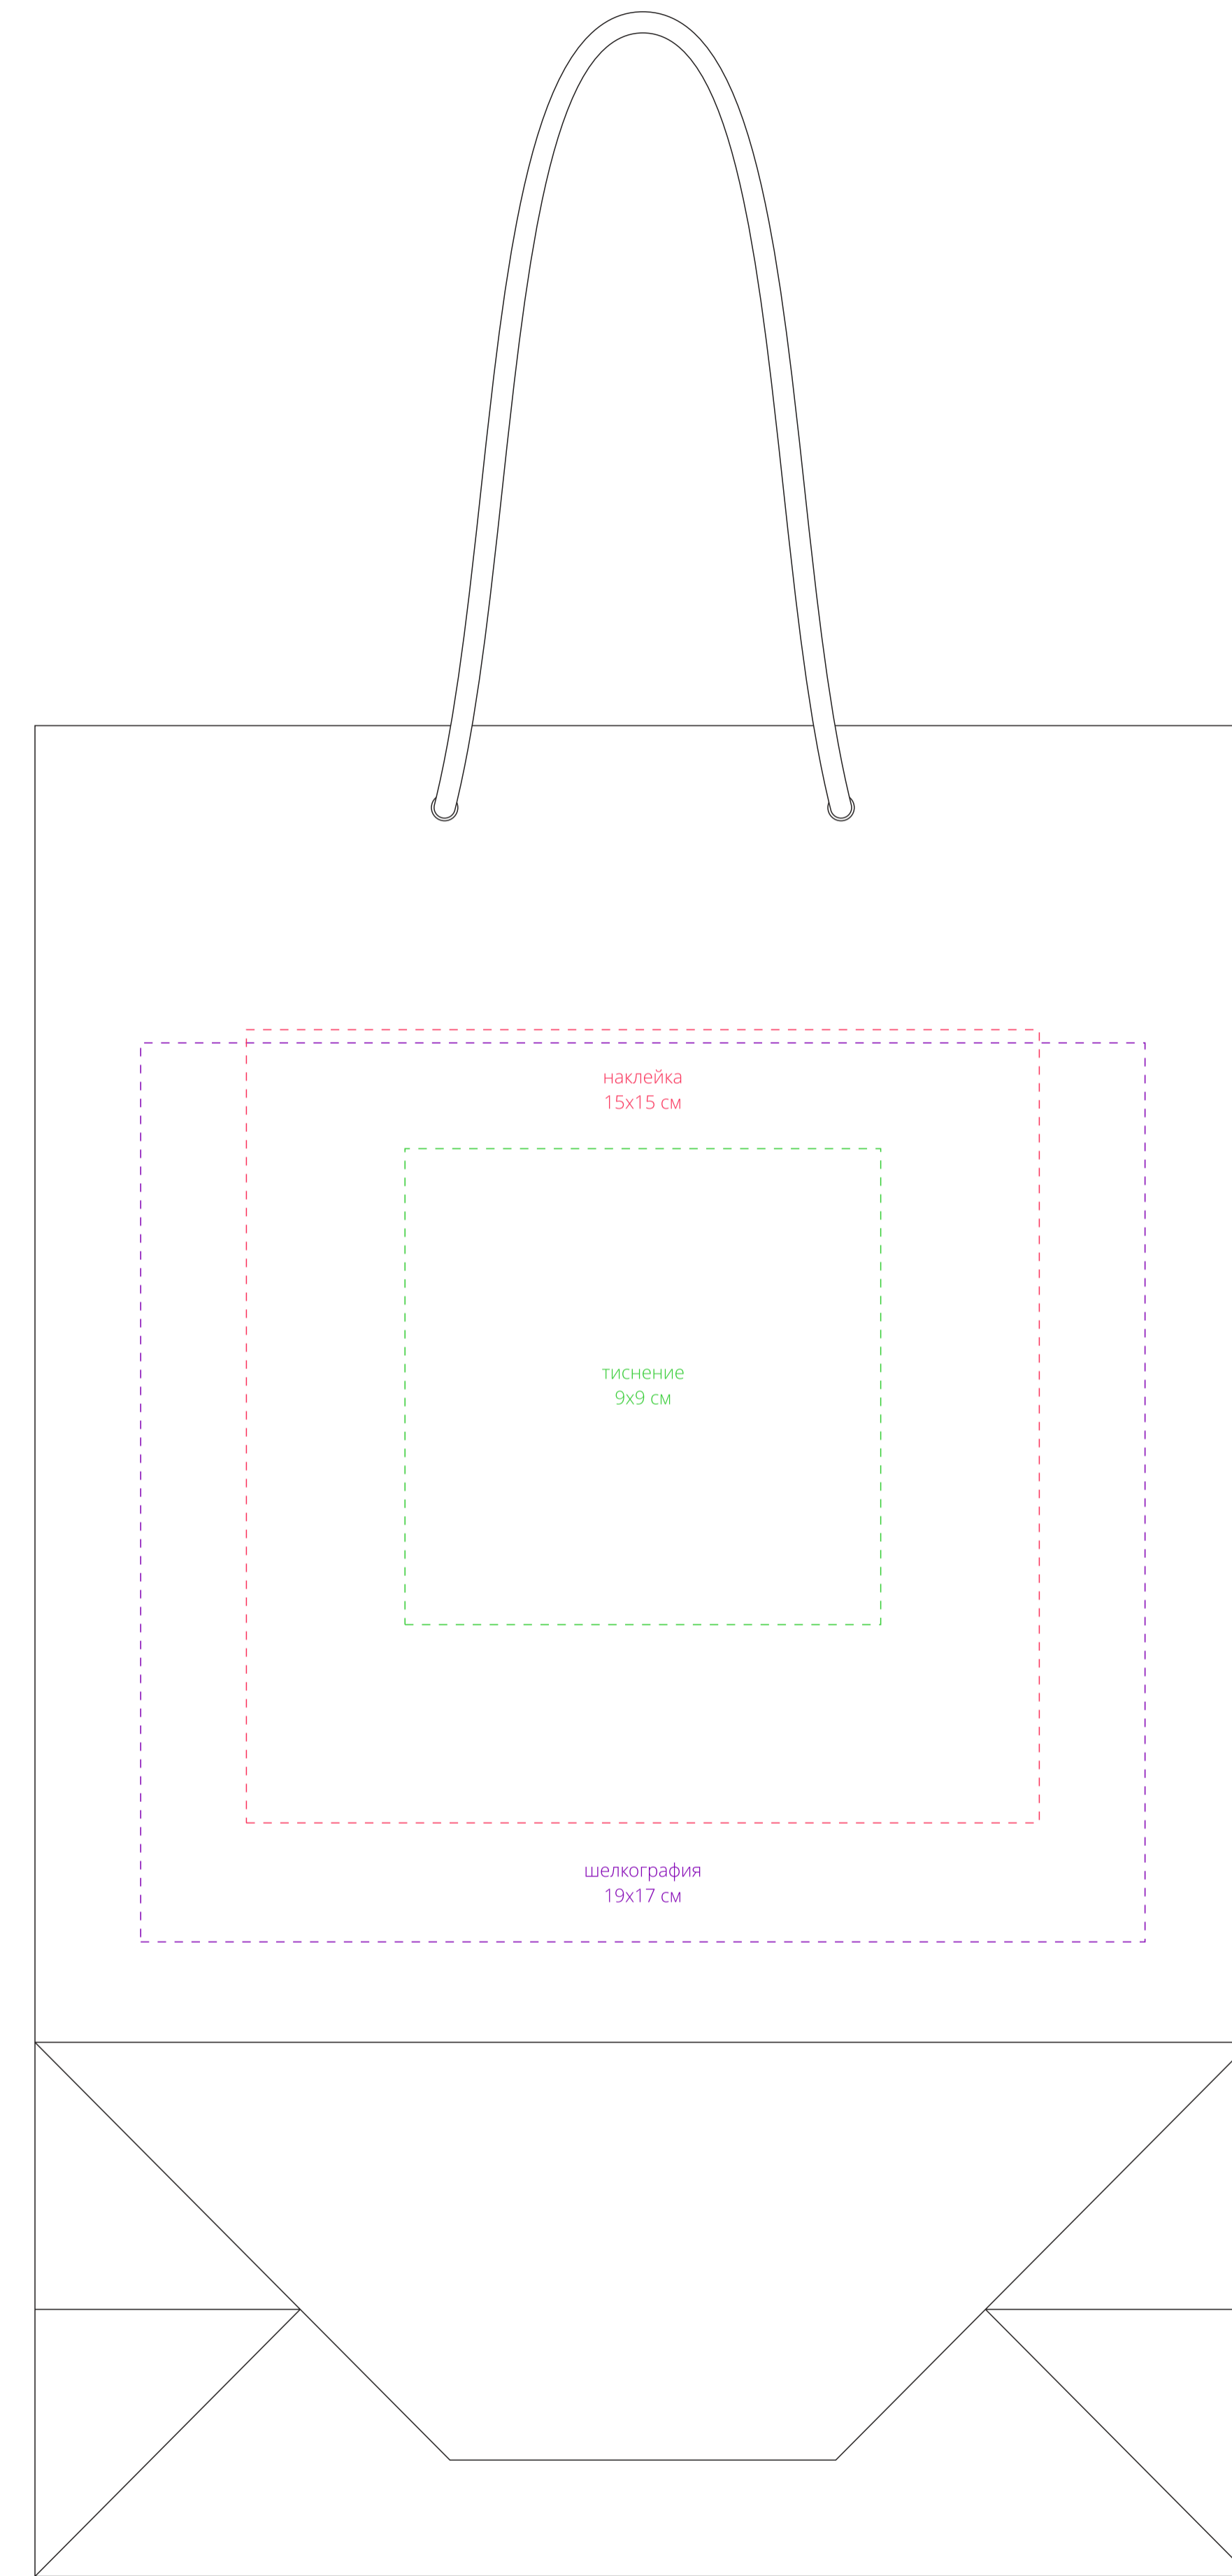 наклейка
15х15 см
тиснение
9х9 см
шелкография
19х17 см